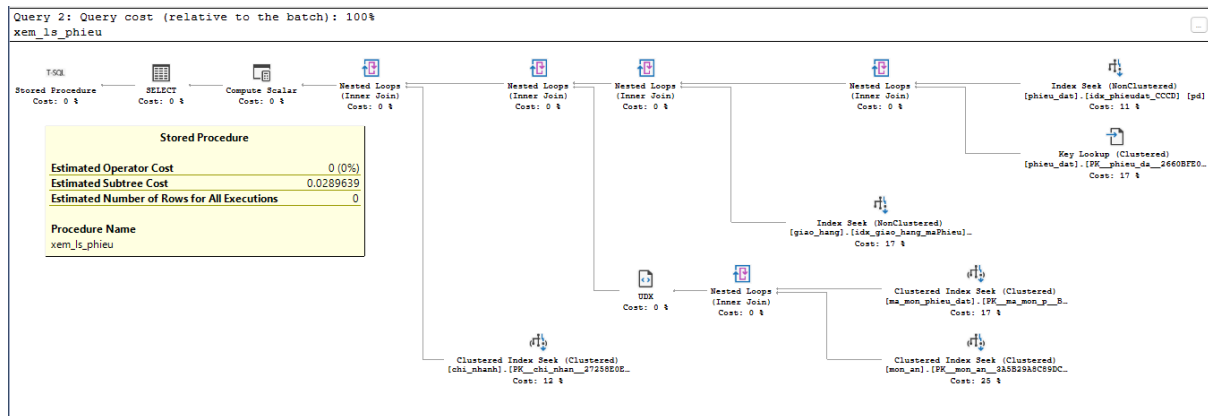 Query 2: Query cost (relative to the batch): 100%
xem_ls_phieu
T-SQL
Stored Procedure
Cost: 0 %
SELECT
Cost: 0 %
Compute Scalar
Cost: 0 %
Nested Loops
(Inner Join)
Cost: 0 %
Nested Loops
(Inner Join)
Cost: 0 %
Nested Loops
(Inner Join)
Cost: 0 %
Nested Loops
(Inner Join)
Cost: 0 %
Index Seek (NonClustered)
[phieu_dat].[idx_phieudat_CCCD] [pd]
Cost: 11 %
Key Lookup (Clustered)
[phieu_dat].[PK__phieu_da__2660BFE0…
Cost: 17 %
Stored Procedure
Estimated Operator Cost 0 (0%)
Estimated Subtree Cost 0.0289639
Estimated Number of Rows for All Executions 0
Procedure Name
xem_ls_phieu
Index Seek (NonClustered)
[giao_hang].[idx_giao_hang_maPhieu]…
Cost: 17 %
UDX
Cost: 0 %
Nested Loops
(Inner Join)
Cost: 0 %
Clustered Index Seek (Clustered)
[ma_mon_phieu_dat].[PK__ma_mon_p__B…
Cost: 17 %
Clustered Index Seek (Clustered)
[chi_nhanh].[PK__chi_nhan__27258E0E…
Cost: 12 %
Clustered Index Seek (Clustered)
[mon_an].[PK__mon_an__3A5B29A8C89DC…
Cost: 25 %